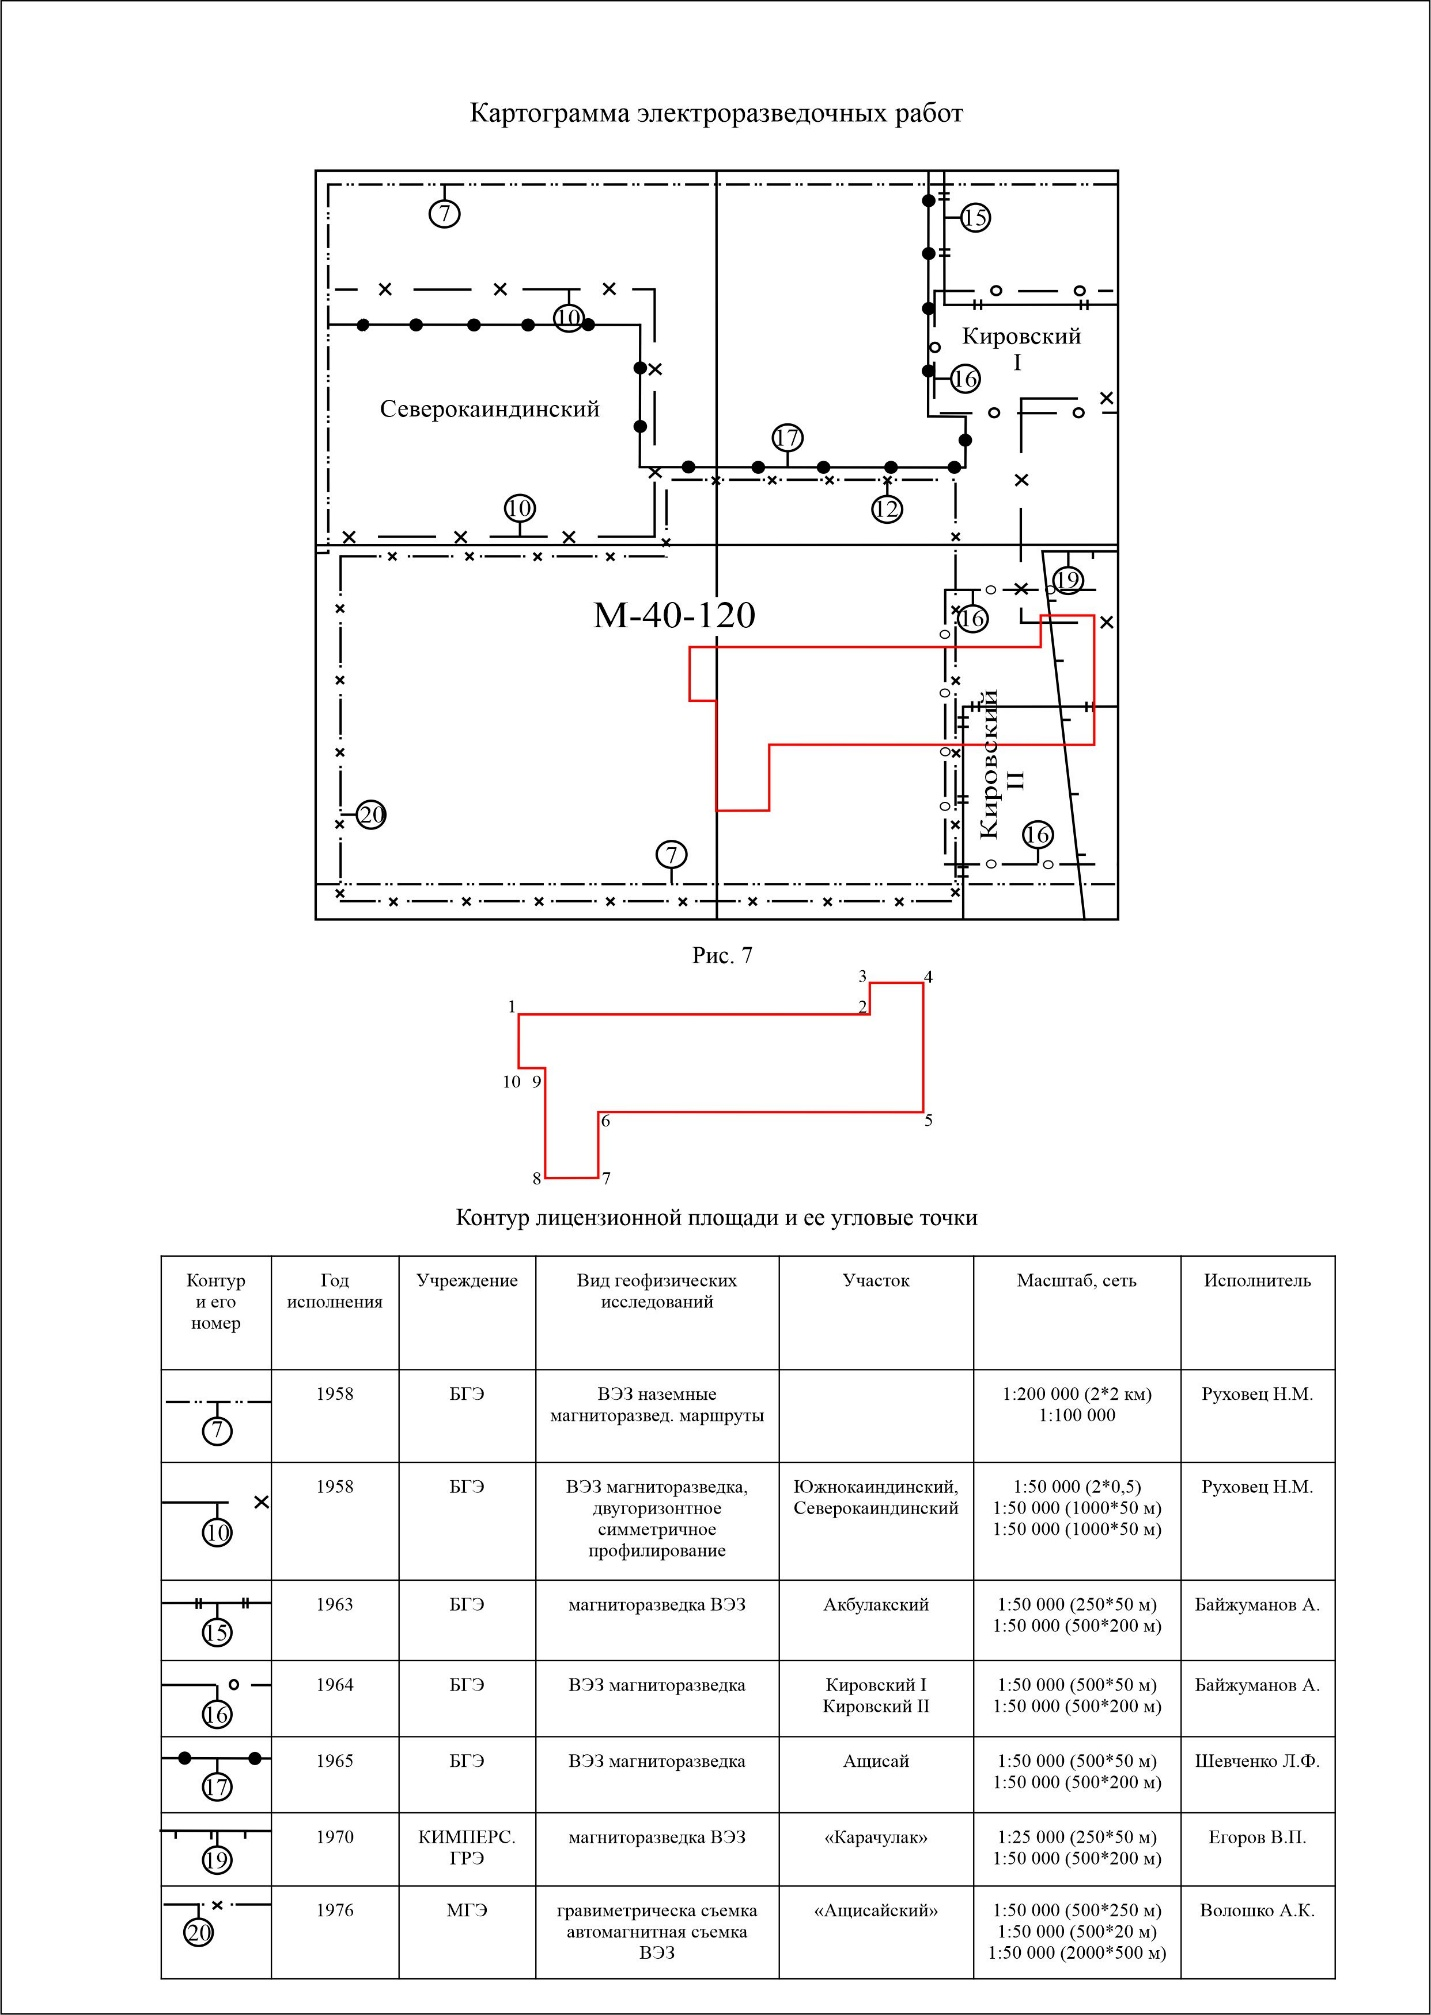 Картограмма электроразведочных работ
7
15
10
Кировский
I
16
Северокаиндинский
17
10
12
19
М-40-120
16
Кировский
II
20
16
7
Рис. 7
3
4
1
2
10
9
6
5
8
7
Контур лицензионной площади и ее угловые точки
Контур
и его
номер
Год
исполнения
Учреждение
Вид геофизических
исследований
Участок
Масштаб, сеть
Исполнитель
7
1958
БГЭ
ВЭЗ наземные
магниторазвед. маршруты
1:200 000 (2*2 км)
1:100 000
Руховец Н.М.
10
1958
БГЭ
ВЭЗ магниторазведка,
двугоризонтное
симметричное
профилирование
Южнокаиндинский,
Северокаиндинский
1:50 000 (2*0,5)
1:50 000 (1000*50 м)
1:50 000 (1000*50 м)
Руховец Н.М.
15
1963
БГЭ
магниторазведка ВЭЗ
Акбулакский
1:50 000 (250*50 м)
1:50 000 (500*200 м)
Байжуманов А.
16
1964
БГЭ
ВЭЗ магниторазведка
Кировский I
Кировский II
1:50 000 (500*50 м)
1:50 000 (500*200 м)
Байжуманов А.
17
1965
БГЭ
ВЭЗ магниторазведка
Ащисай
1:50 000 (500*50 м)
1:50 000 (500*200 м)
Шевченко Л.Ф.
19
1970
КИМПЕРС.
ГРЭ
магниторазведка ВЭЗ
«Карачулак»
1:25 000 (250*50 м)
1:50 000 (500*200 м)
Егоров В.П.
20
1976
МГЭ
гравиметрическа съемка
автомагнитная съемка
ВЭЗ
«Ащисайский»
1:50 000 (500*250 м)
1:50 000 (500*20 м)
1:50 000 (2000*500 м)
Волошко А.К.